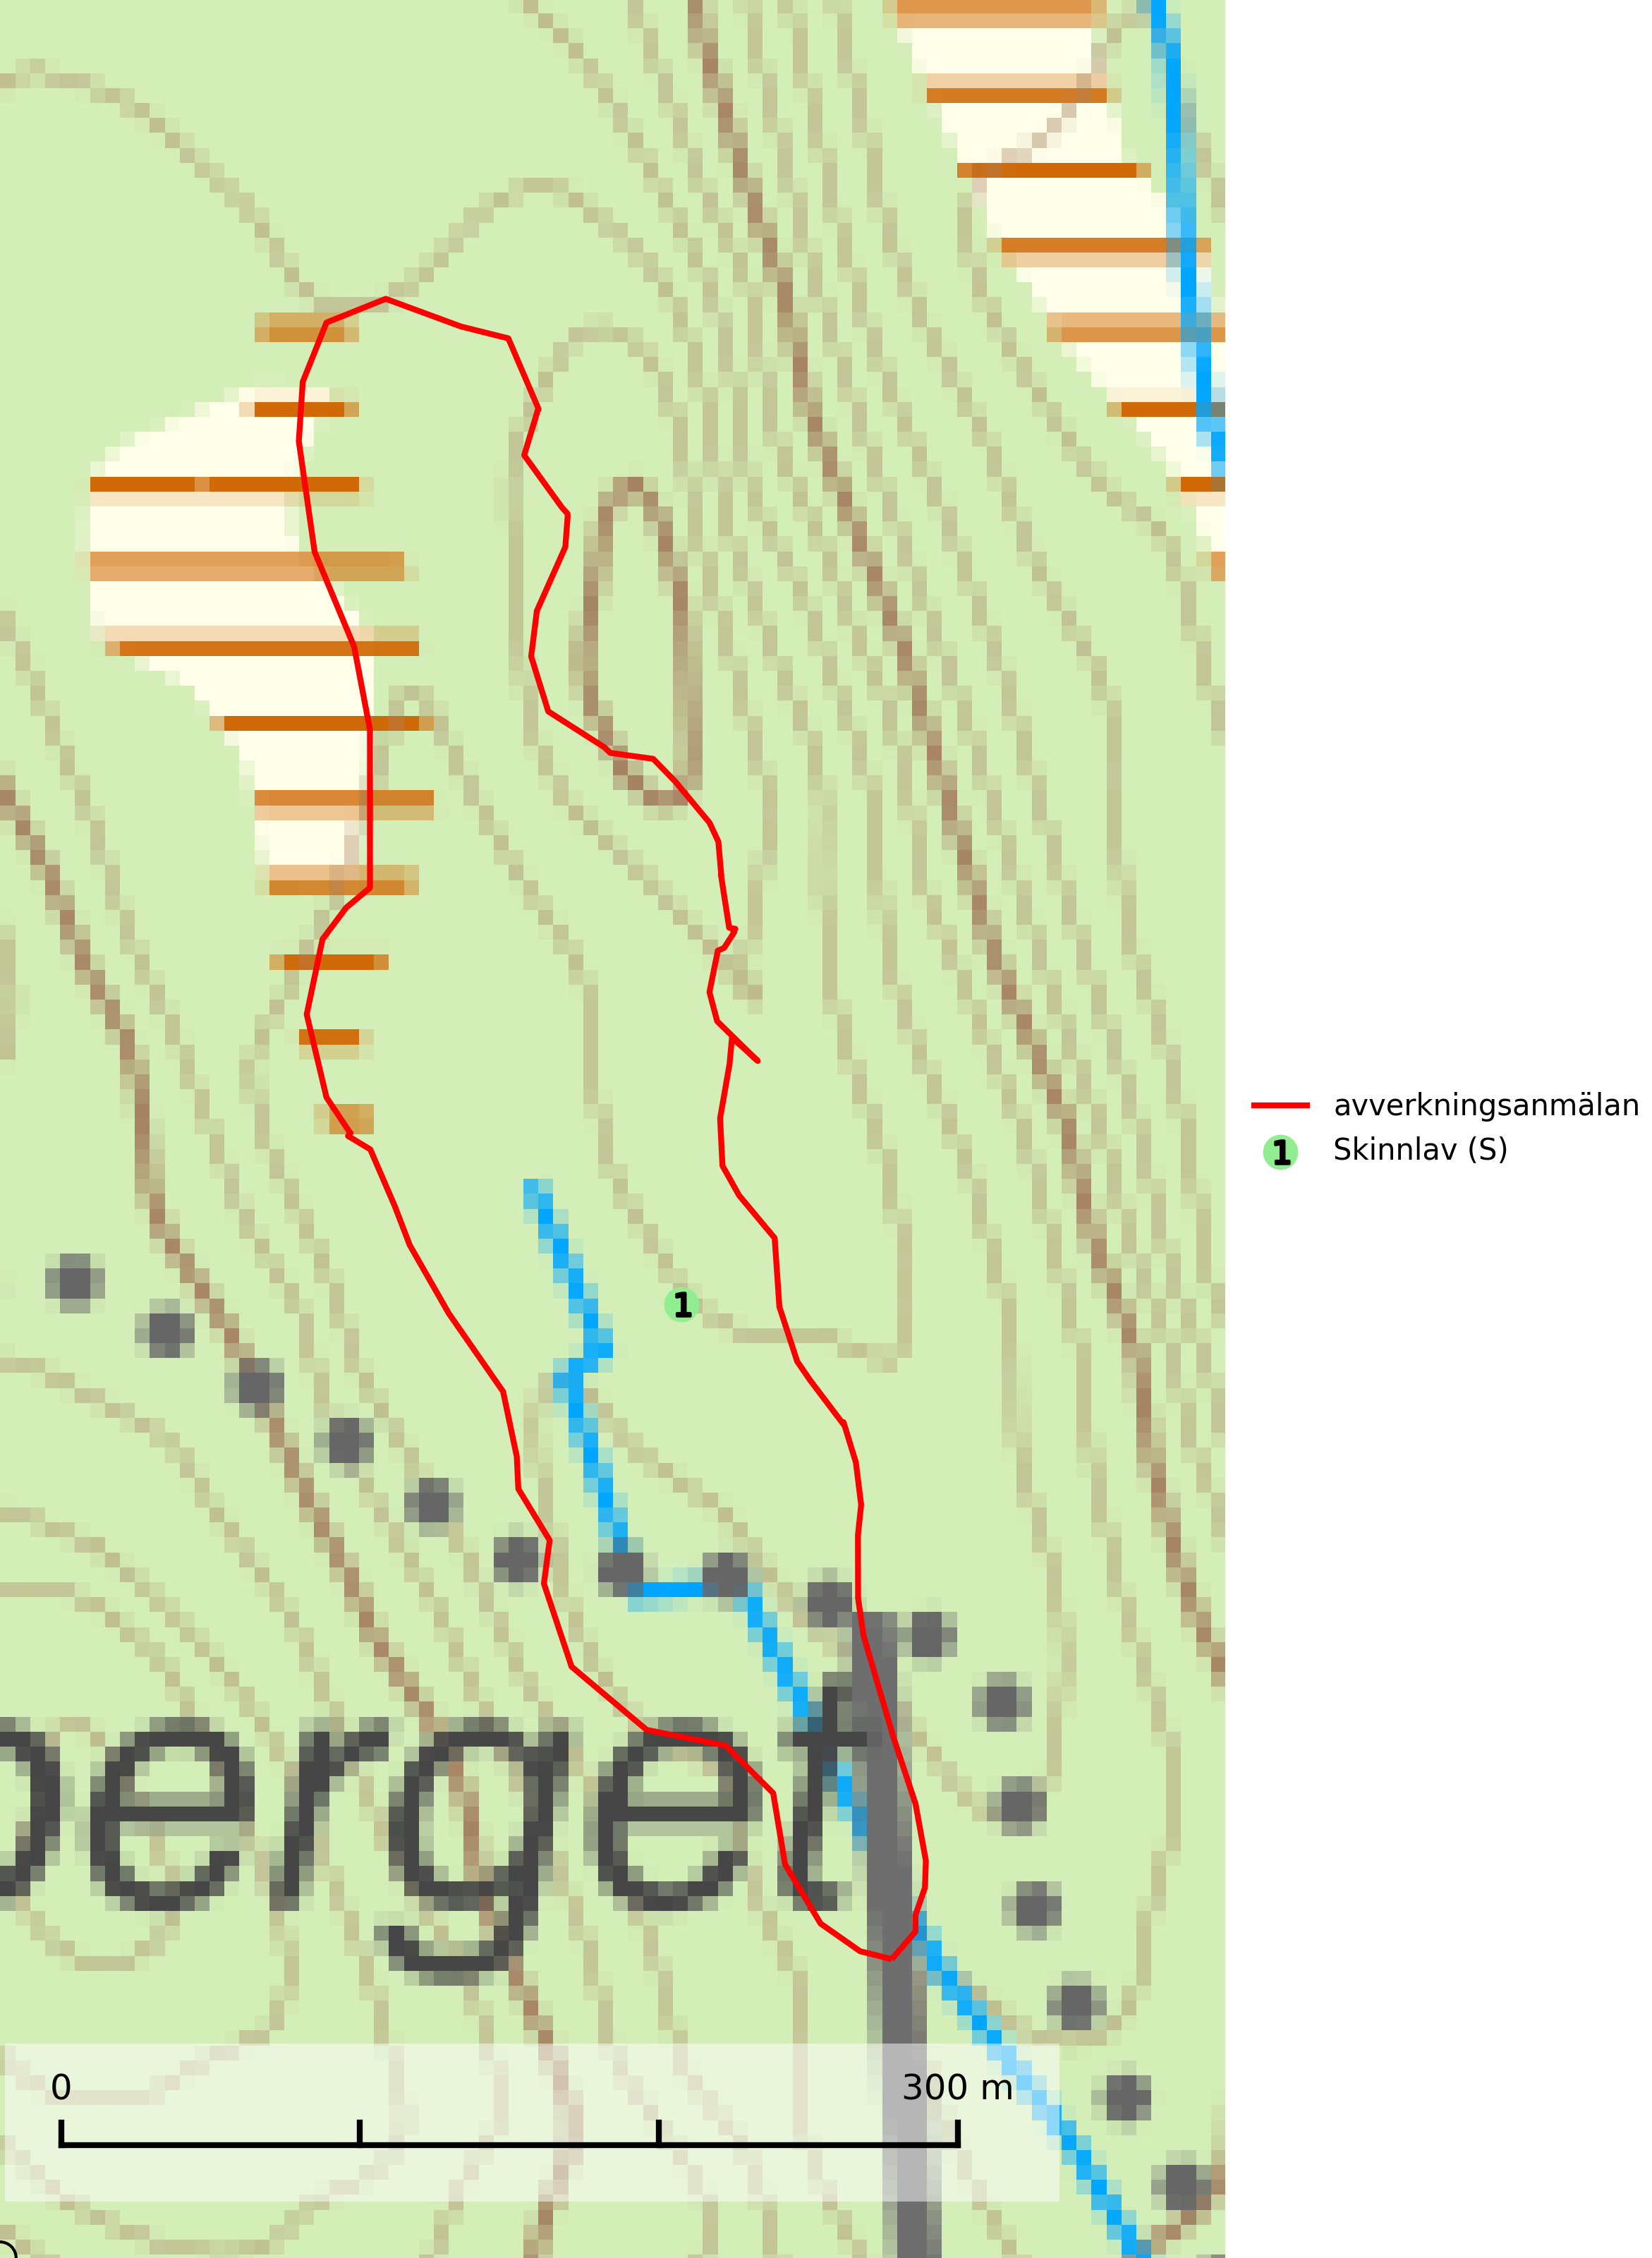 avverkningsanmälan
1 Skinnlav (S)
1
berget
0 300 m